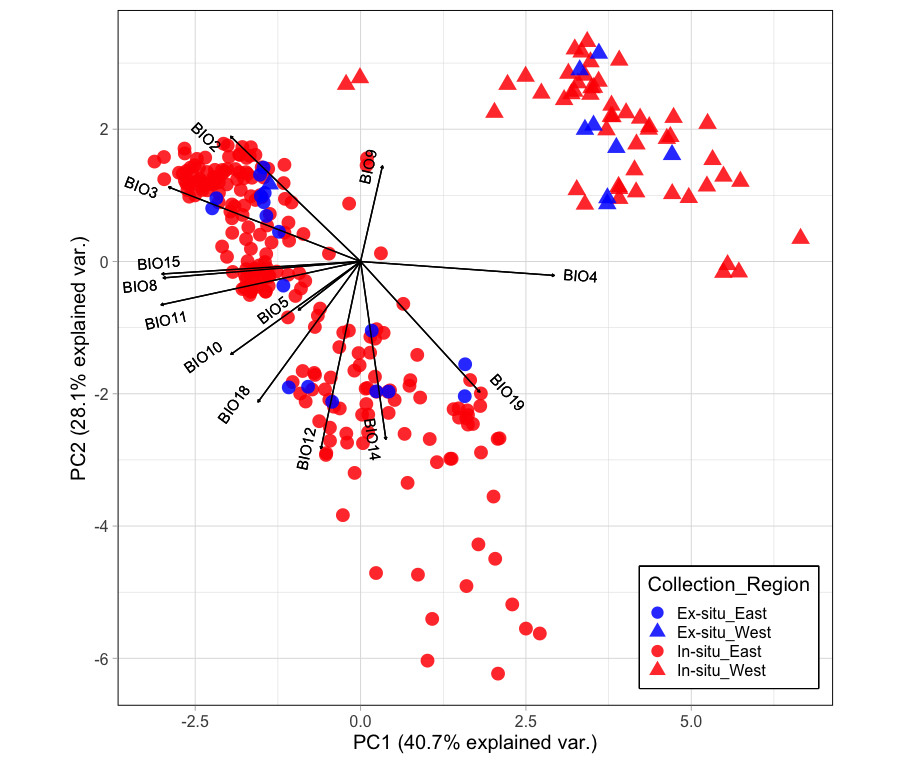 BIO2
BIO9
BIO3
BIO15
BIO4
BIO8
BIO5
BIO11
BIO10
BIO18
BIO19
BIO12
BIO14
2
0
-2
-4
-6
PC2 (28.1% explained var.)
-2.5
0.0
2.5
5.0
PC1 (40.7% explained var.)
Collection_Region
Ex-situ_East
Ex-situ_West
In-situ_East
In-situ_West